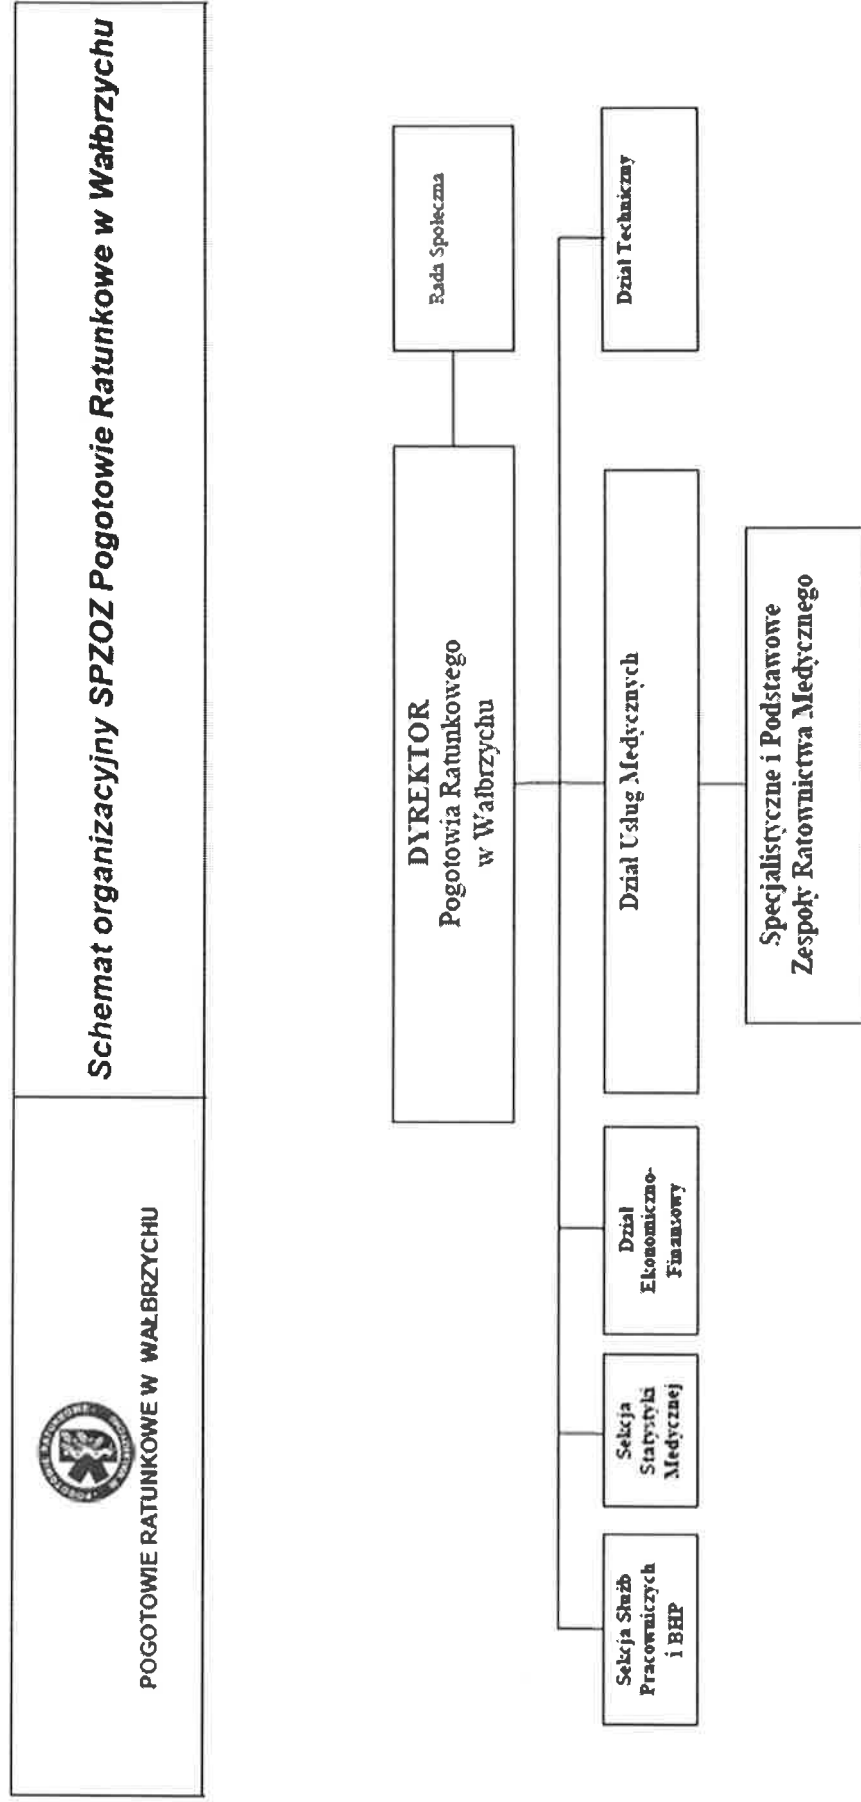 POGOTOWIE RATUNKOWE W WAŁBRZYCHU
Schemat organizacyjny SPZOZ Pogotowie Ratunkowe w Wałbrzychu
DYREKTOR
Pogotowia Ratunkowego
w Wałbrzychu
Rada Społeczna
Sekcja Służb
Pracowniczych
i BHP
Sekcja
Statystyki
Medycznej
Dział
Ekonomiczno-
Finansowy
Dział Usług Medycznych
Dział Techniczny
Specjalistyczne i Podstawowe
Zespoły Ratownictwa Medycznego